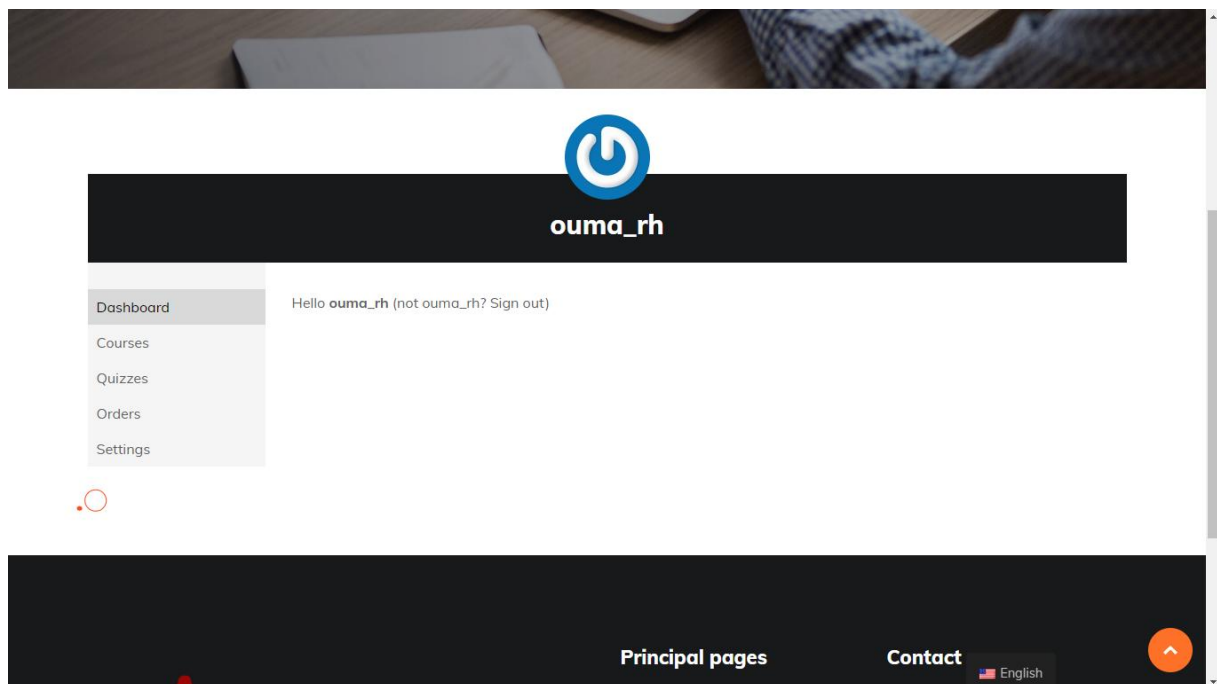 ouma_rh
Dashboard
Hello ouma_rh (not ouma_rh? Sign out)
Courses
Quizzes
Orders
Settings
Principal pages
Contact
English